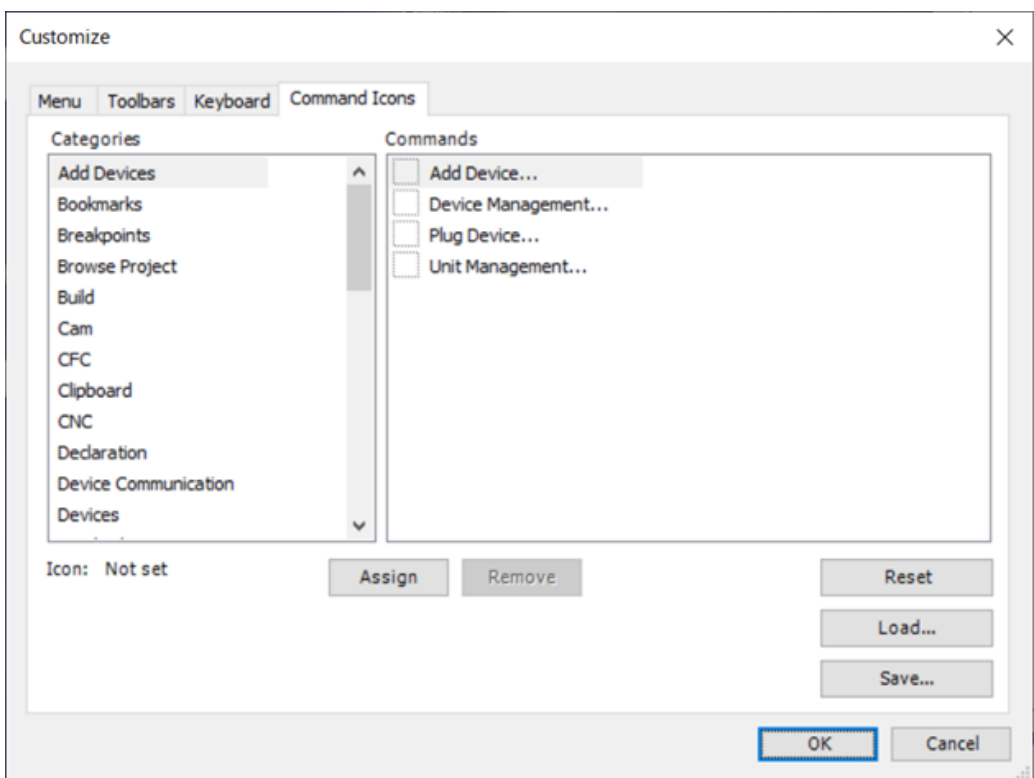 Customize
Menu Toolbars Keyboard Command Icons
Categories
Commands
Add Devices
Bookmarks
Breakpoints
Browse Project
Build
Cam
CFC
Clipboard
CNC
Declaration
Device Communication
Devices
Add Device...
Device Management...
Plug Device...
Unit Management...
Icon: Not set
Assign
Remove
Reset
Load...
Save...
OK
Cancel